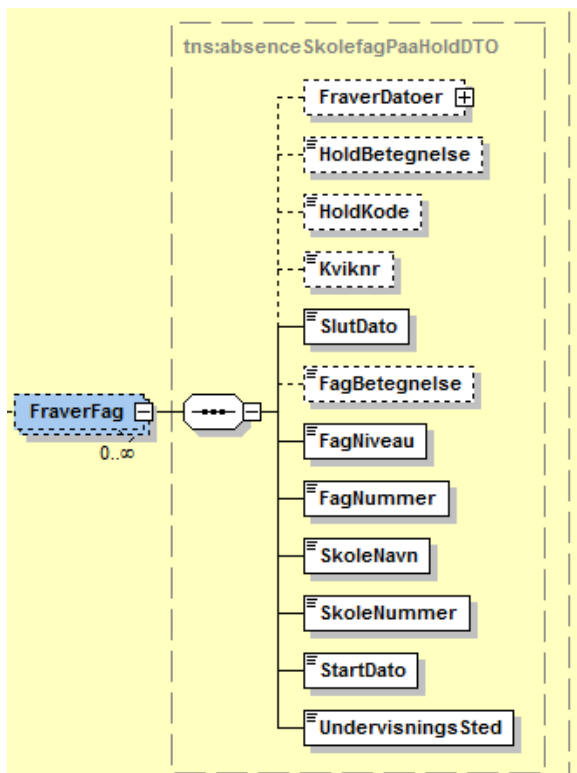 tns:absenceSkolefagPaaHoldDTO
FraverDatoer
HoldBetegnelse
HoldKode
Kviknr
SlutDato
FagBetegnelse
FraverFag
0..∞
FagNiveau
FagNummer
SkoleNavn
SkoleNummer
StartDato
UndervisningsSted